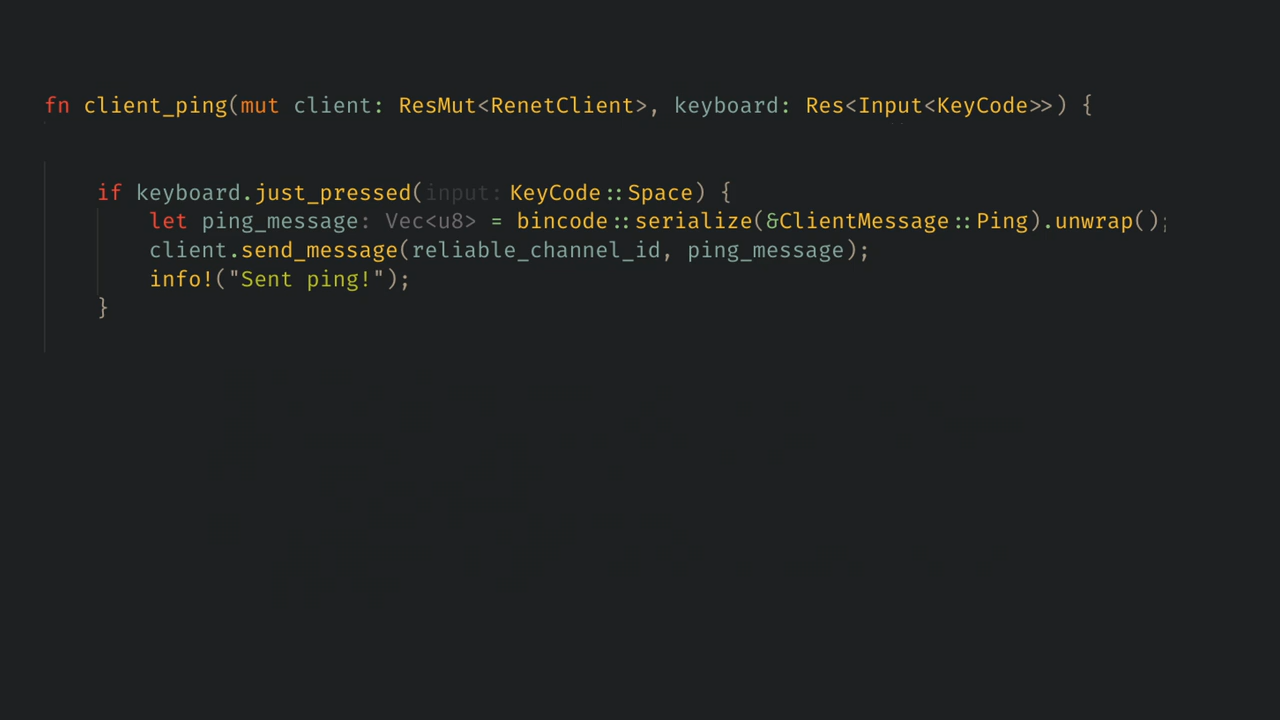 fn client_ping(mut client: ResMut<RenetClient>, keyboard: Res<Input<KeyCode>>) {
if keyboard.just_pressed(input: KeyCode::Space) {
let ping_message: Vec<u8> = bincode::serialize(&ClientMessage::Ping).unwrap();
client.send_message(reliable_channel_id, ping_message);
info!("Sent ping!");
}